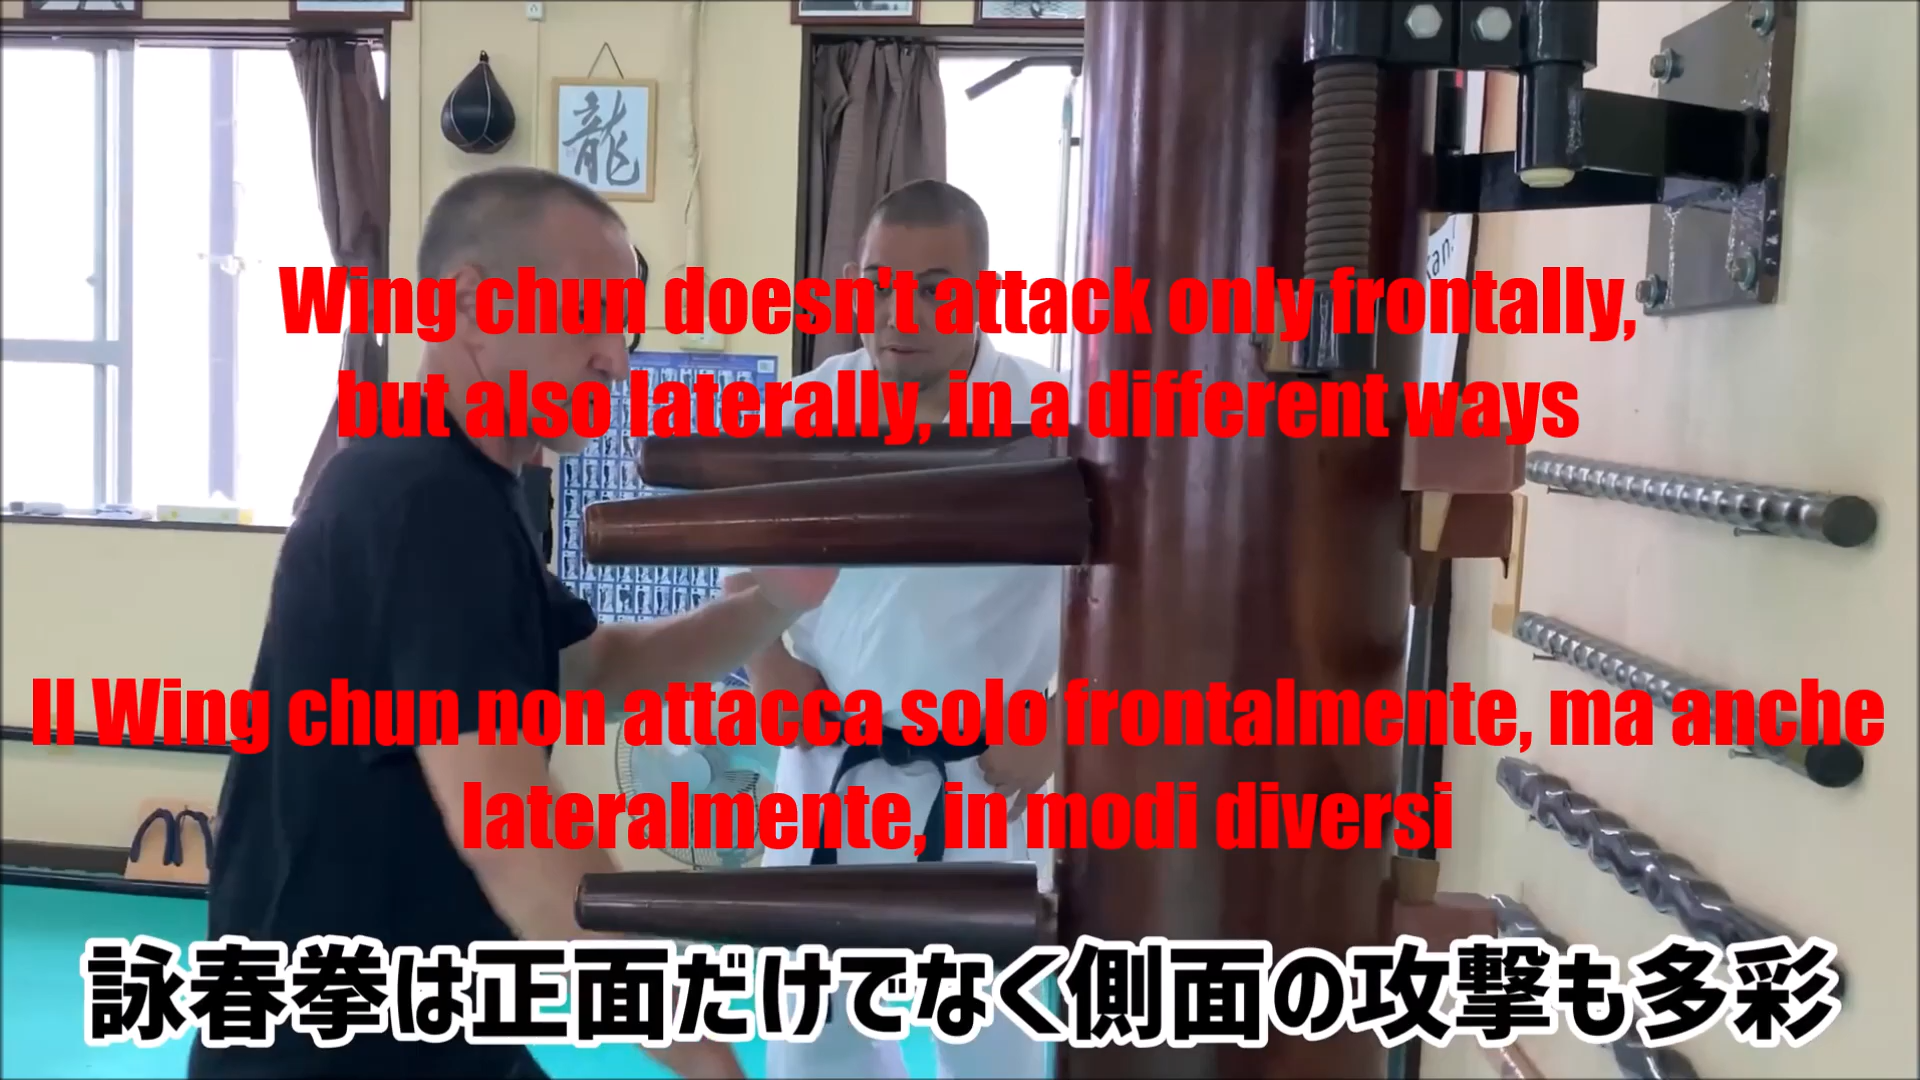 龍
kan!
Wing chun doesn't attack only frontally,
but also laterally, in a different ways
Il Wing chun non attacca solo frontalmente, ma anche
lateralmente, in modi diversi
詠春拳は正面だけでなく側面の攻撃も多彩